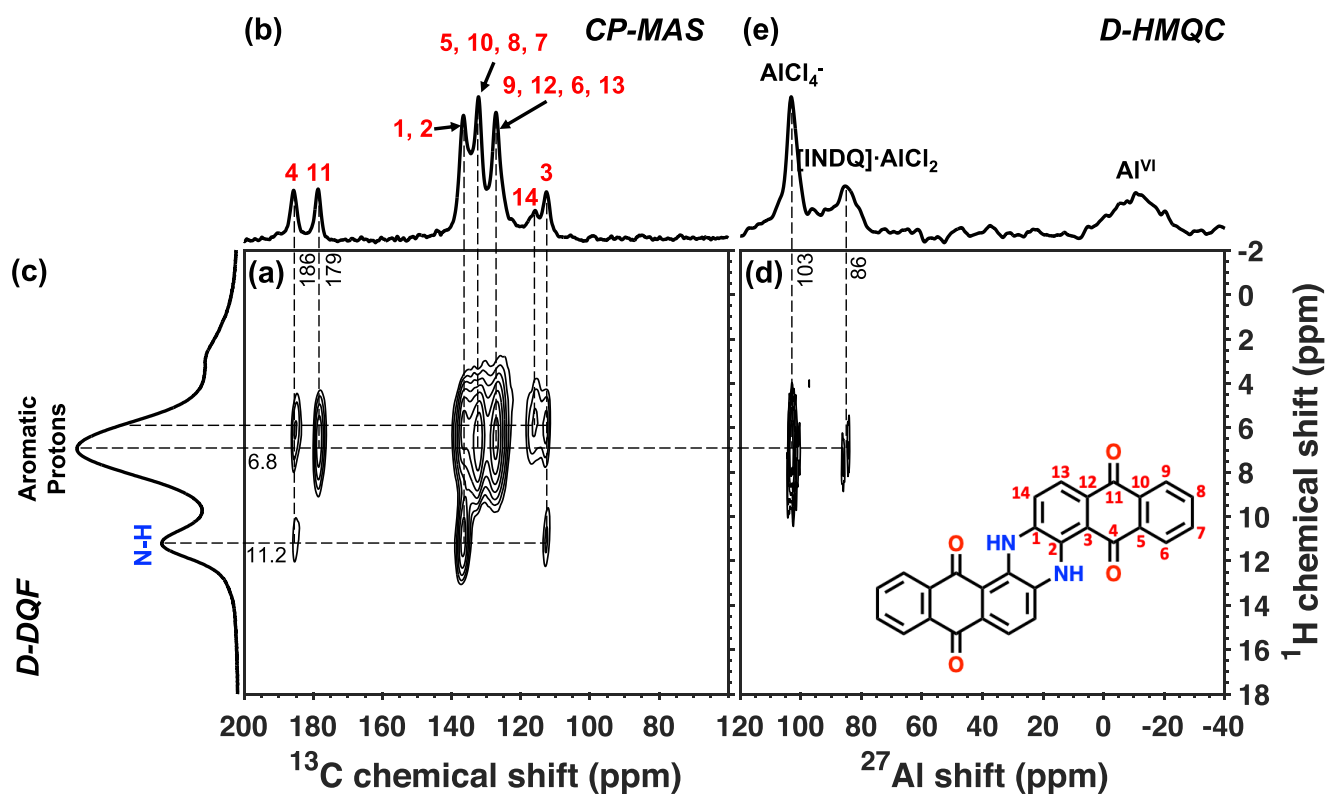 (b)
CP-MAS
5, 10, 8, 7
9, 12, 6, 13
1, 2
4 11
14
3
(e)
D-HMQC
AlCl4-
[INDQ]·AlCl2
AlVI
(c)
(a)
186
179
(d)
103
86
Aromatic
Protons
N-H
D-DQF
6.8
11.2
-2
0
2
4
6
8
10
12
14
16
18
1H chemical shift (ppm)
O
13 12 11 10 9
14 8
HN 1 2 3 4 5 7
6
O NH O
O
200 180 160 140 120 100 80
120 100 80 60 40 20 0 -20 -40
13C chemical shift (ppm)
27Al shift (ppm)